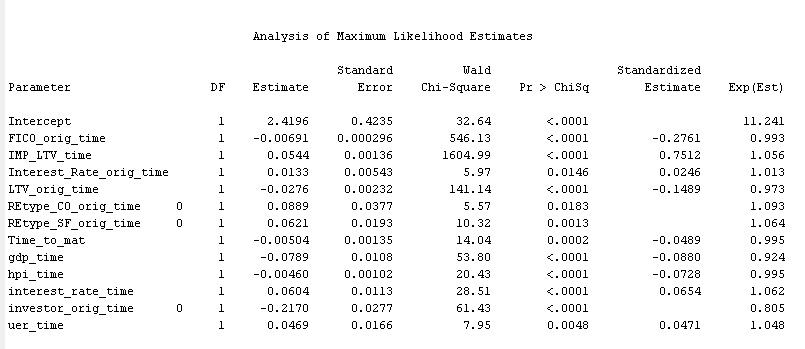 Analysis of Maximum Likelihood Estimates
Standard Wald Standardized
Parameter DF Estimate Error Chi-Square Pr > ChiSq Estimate Exp(Est)
Intercept 1 2.4196 0.4235 32.64 <.0001 11.241
FICO_orig_time 1 -0.00691 0.000296 546.13 <.0001 -0.2761 0.993
IMP_LTV_time 1 0.0544 0.00136 1604.99 <.0001 0.7512 1.056
Interest_Rate_orig_time 1 0.0133 0.00543 5.97 0.0146 0.0246 1.013
LTV_orig_time 1 -0.0276 0.00232 141.14 <.0001 -0.1489 0.973
REtype_CO_orig_time 0 1 0.0889 0.0377 5.57 0.0183 1.093
REtype_SF_orig_time 0 1 0.0621 0.0193 10.32 0.0013 1.064
Time_to_mat 1 -0.00504 0.00135 14.04 0.0002 -0.0489 0.995
gdp_time 1 -0.0789 0.0108 53.80 <.0001 -0.0880 0.924
hpi_time 1 -0.00460 0.00102 20.43 <.0001 -0.0728 0.995
interest_rate_time 1 0.0604 0.0113 28.51 <.0001 0.0654 1.062
investor_orig_time 0 1 -0.2170 0.0277 61.43 <.0001 0.805
uer_time 1 0.0469 0.0166 7.95 0.0048 0.0471 1.048